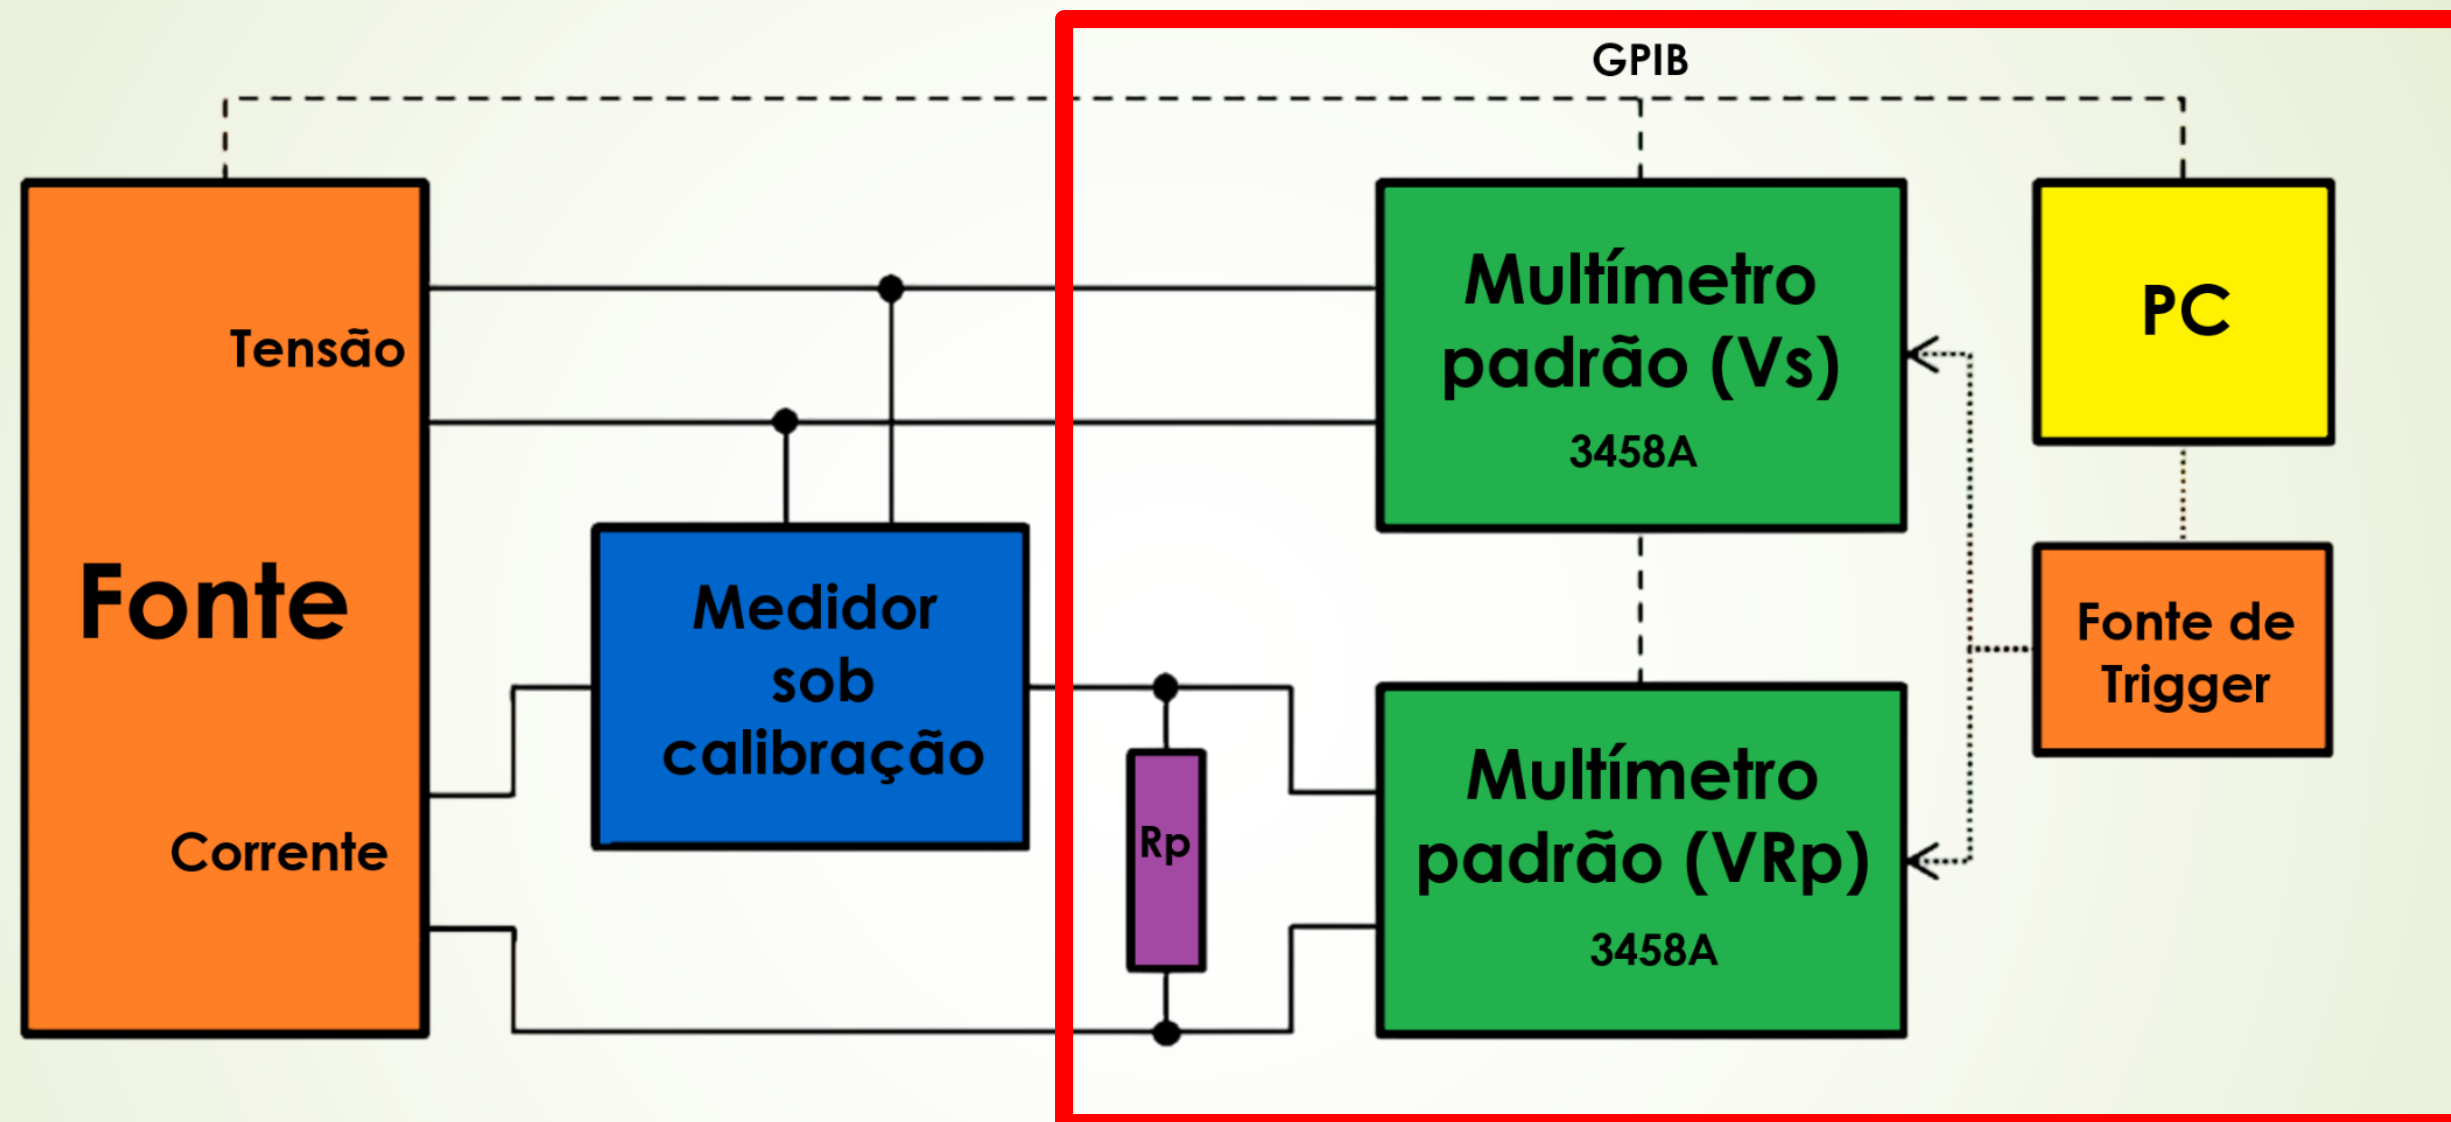 GPIB
Tensão
Fonte
Corrente
Medidor
sob
calibração
Rp
Multímetro
padrão (Vs)
3458A
Multímetro
padrão (VRp)
3458A
PC
Fonte de
Trigger